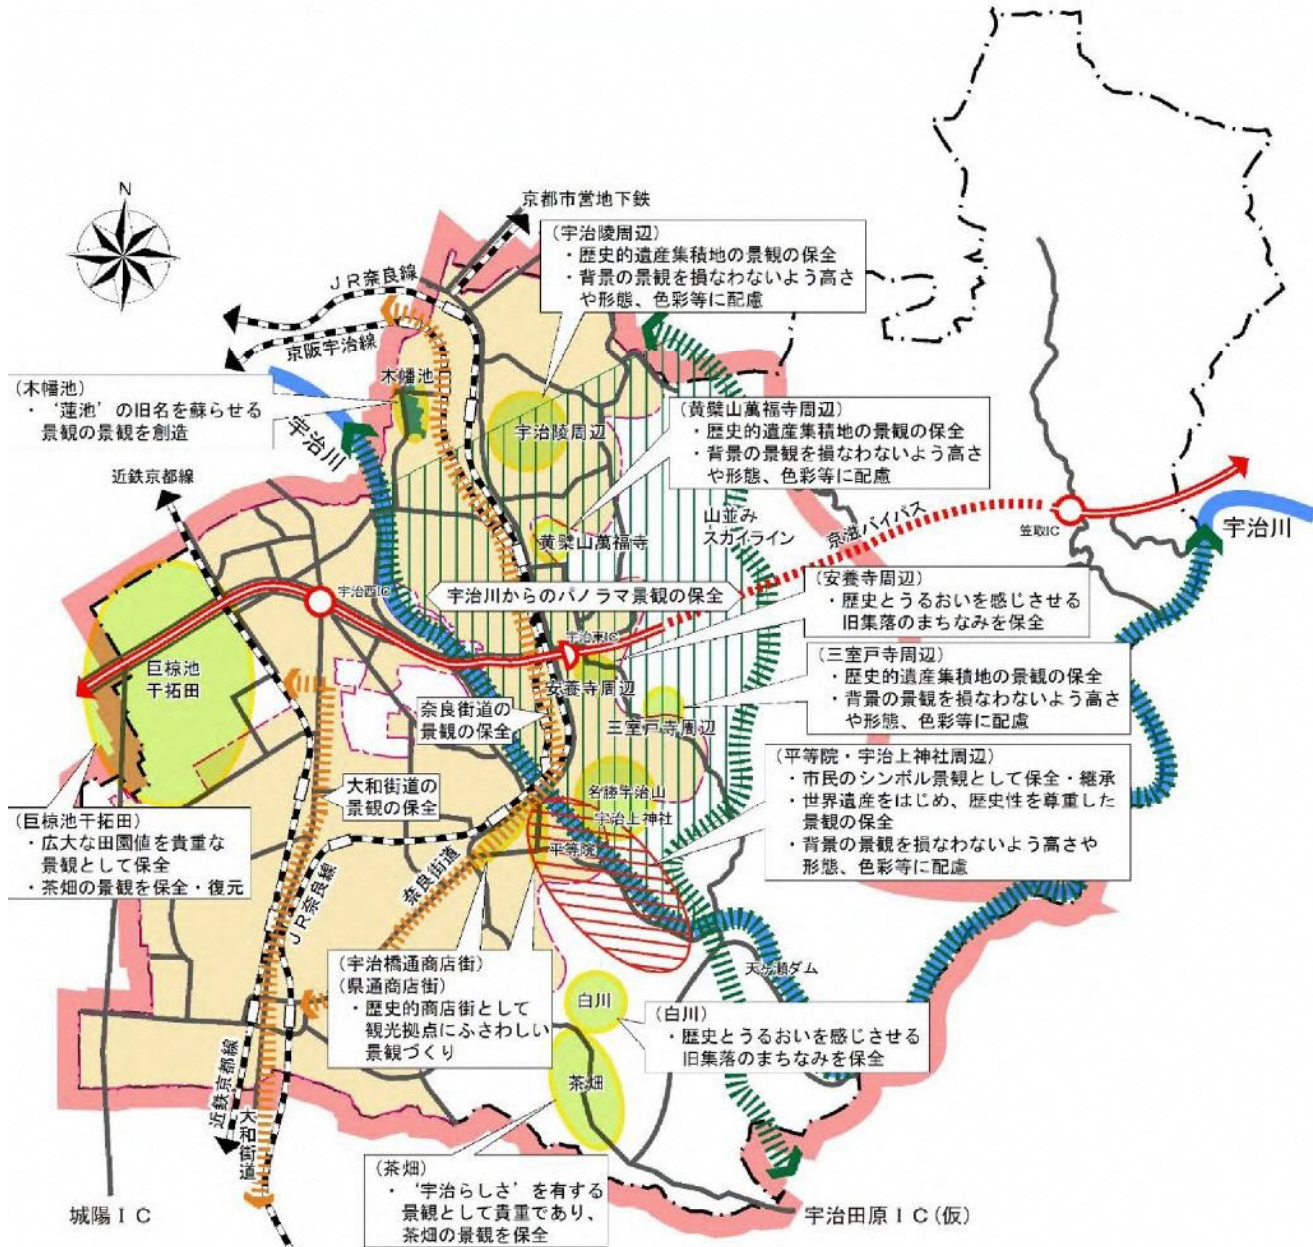 N
京都市営地下鉄
(宇治陵周辺)
・歴史的遺産集積地の景観の保全
・背景の景観を損なわないよう高さ
や形態、色彩等に配慮
JR奈良線
京阪宇治線
木幡池
(木幡池)
・‘蓮池’の旧名を蘇らせる
景観の景観を創造
宇治川
宇治陵周辺
(黄檗山萬福寺周辺)
・歴史的遺産集積地の景観の保全
・背景の景観を損なわないよう高さ
や形態、色彩等に配慮
近鉄京都線
山並み
スカイライン
京滋バイパス
笠取IC
宇治川
黄檗山萬福寺
宇治西IC
宇治川からのパノラマ景観の保全
(安養寺周辺)
・歴史とうるおいを感じさせる
旧集落のまちなみを保全
宇治東IC
巨椋池
干拓田
安養寺周辺
(三室戸寺周辺)
・歴史的遺産集積地の景観の保全
・背景の景観を損なわないよう高さ
や形態、色彩等に配慮
奈良街道の
景観の保全
三室戸寺周辺
大和街道の
景観の保全
名勝宇治山
宇治上神社
平等院
(平等院・宇治上神社周辺)
・市民のシンボル景観として保全・継承
・世界遺産をはじめ、歴史性を尊重した
景観の保全
・背景の景観を損なわないよう高さや
形態、色彩等に配慮
(巨椋池干拓田)
・広大な田園値を貴重な
景観として保全
・茶畑の景観を保全・復元
奈良街道
JR奈良線
(宇治橋通商店街)
(県通商店街)
・歴史的商店街として
観光拠点にふさわしい
景観づくり
天ヶ瀬ダム
白川
(白川)
・歴史とうるおいを感じさせる
旧集落のまちなみを保全
近鉄京都線
大和街道
茶畑
(茶畑)
・‘宇治らしさ’を有する
景観として貴重であり、
茶畑の景観を保全
城陽IC
宇治田原IC(仮)